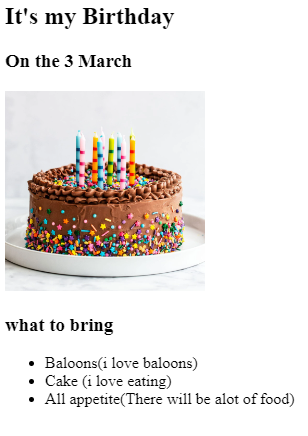 It's my Birthday
On the 3 March
what to bring
Baloons(i love baloons)
Cake (i love eating)
All appetite(There will be alot of food)